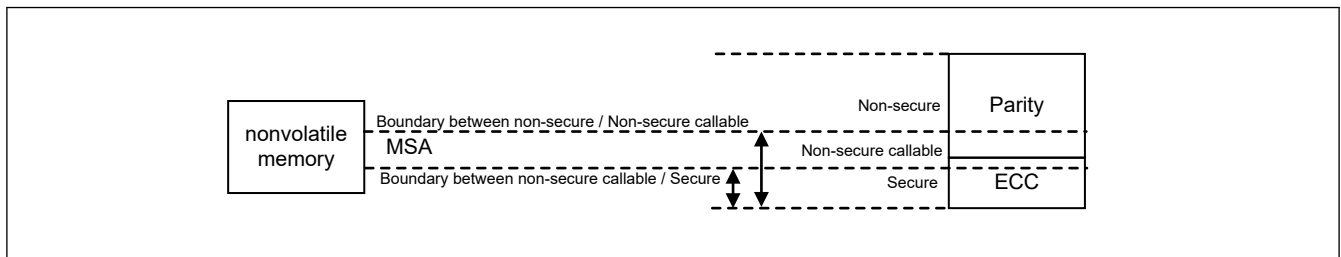 Non-secure
Parity
Boundary between non-secure / Non-secure callable
nonvolatile
memory
MSA
Non-secure callable
Boundary between non-secure callable / Secure
Secure
ECC